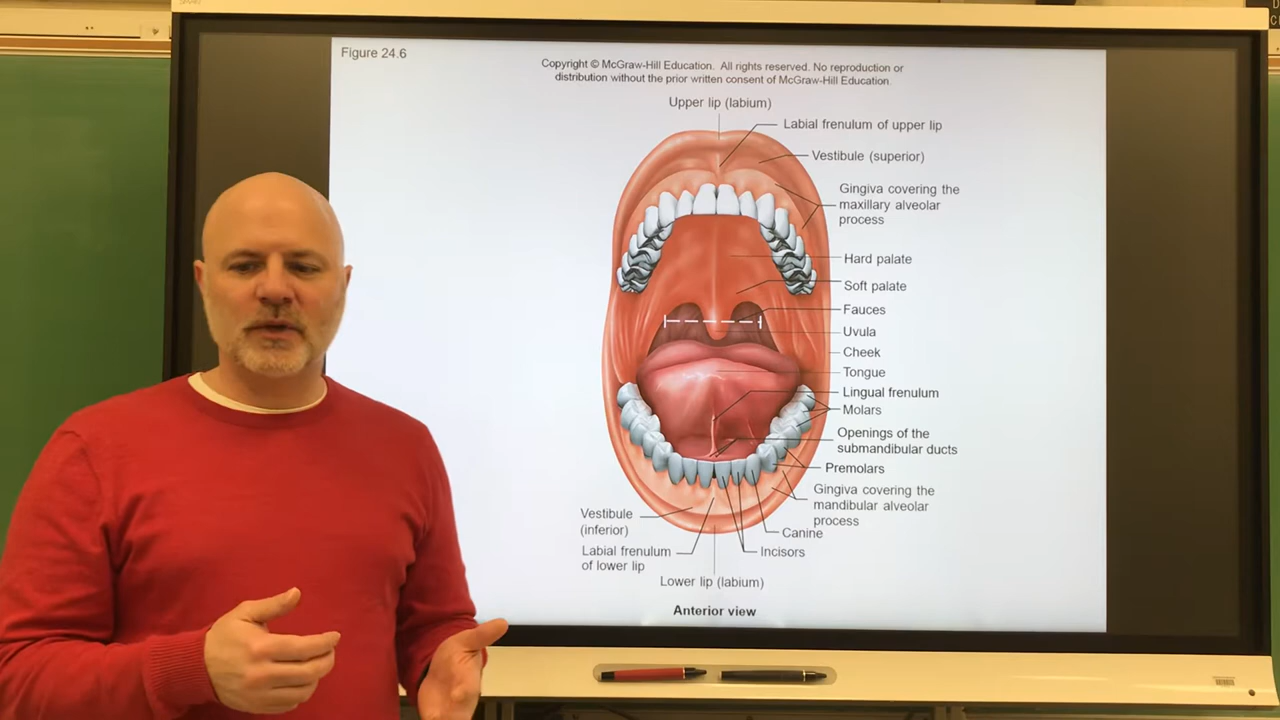 Figure 24.6
Copyright © McGraw-Hill Education. All rights reserved. No reproduction or
distribution without the prior written consent of McGraw-Hill Education.
Upper lip (labium)
Labial frenulum of upper lip
Vestibule (superior)
Gingiva covering the
maxillary alveolar
process
Hard palate
Soft palate
Fauces
Uvula
Cheek
Tongue
Lingual frenulum
Molars
Openings of the
submandibular ducts
Premolars
Gingiva covering the
mandibular alveolar
process
Canine
Incisors
Vestibule
(inferior)
Labial frenulum
of lower lip
Lower lip (labium)
Anterior view